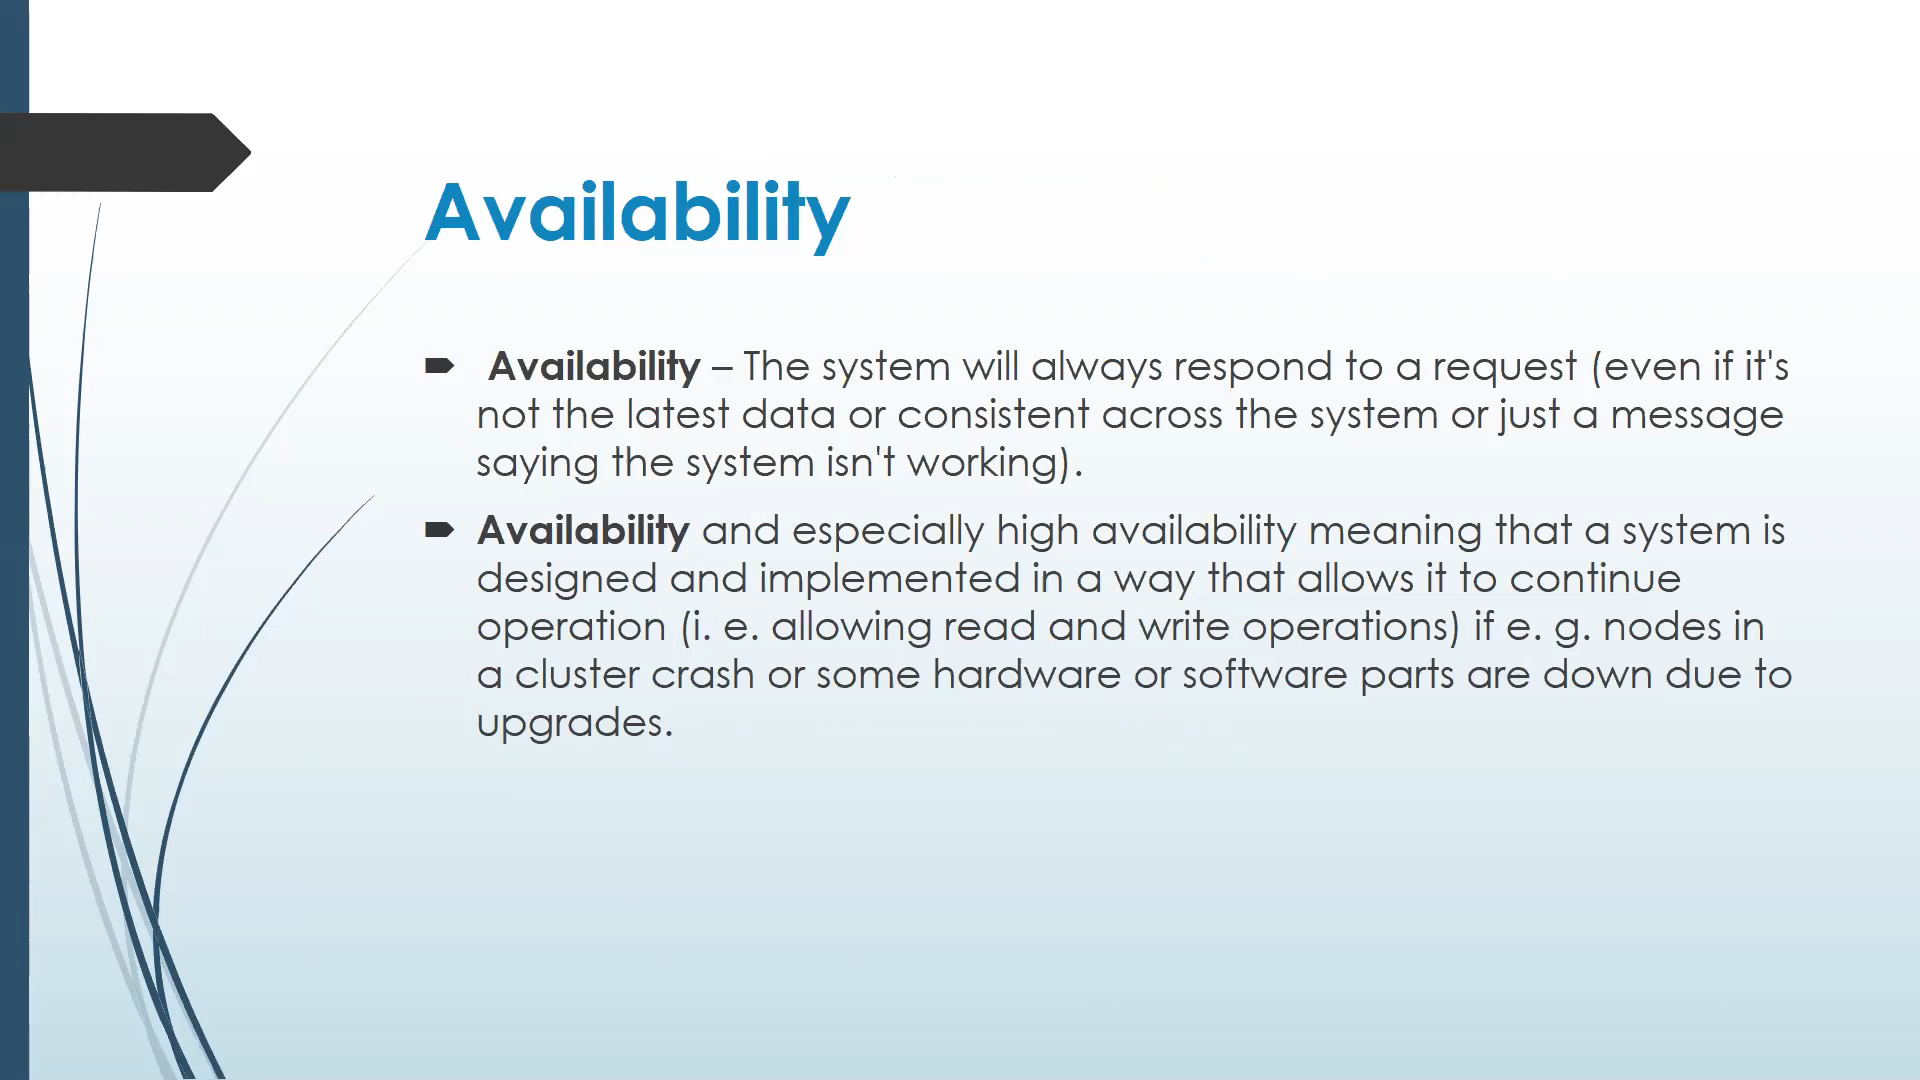 Availability
Availability – The system will always respond to a request (even if it's
not the latest data or consistent across the system or just a message
saying the system isn't working).
Availability and especially high availability meaning that a system is
designed and implemented in a way that allows it to continue
operation (i. e. allowing read and write operations) if e. g. nodes in
a cluster crash or some hardware or software parts are down due to
upgrades.